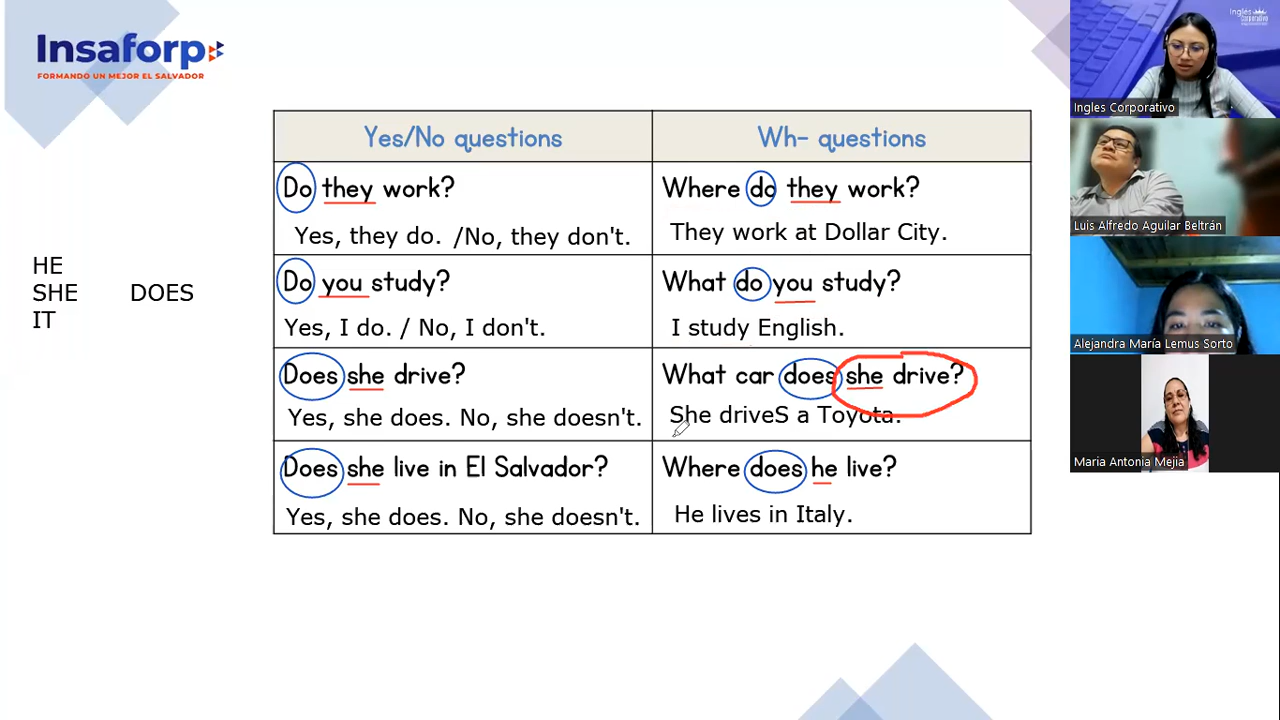 Insaforp
FORMANDO UN MEJOR EL SALVADOR
HE
SHE DOES
IT
Yes/No questions
Wh- questions
Do they work?
Yes, they do. /No, they don't.
Where do they work?
They work at Dollar City.
Do you study?
Yes, I do. / No, I don't.
What do you study?
I study English.
Does she drive?
Yes, she does. No, she doesn't.
What car does she drive?
She driveS a Toyota.
Does she live in El Salvador?
Yes, she does. No, she doesn't.
Where does he live?
He lives in Italy.
Inglés
Corporativo
Ingles Corporativo
Luis Alfredo Aguilar Beltrán
Alejandra María Lemus Sorto
Maria Antonia Mejia